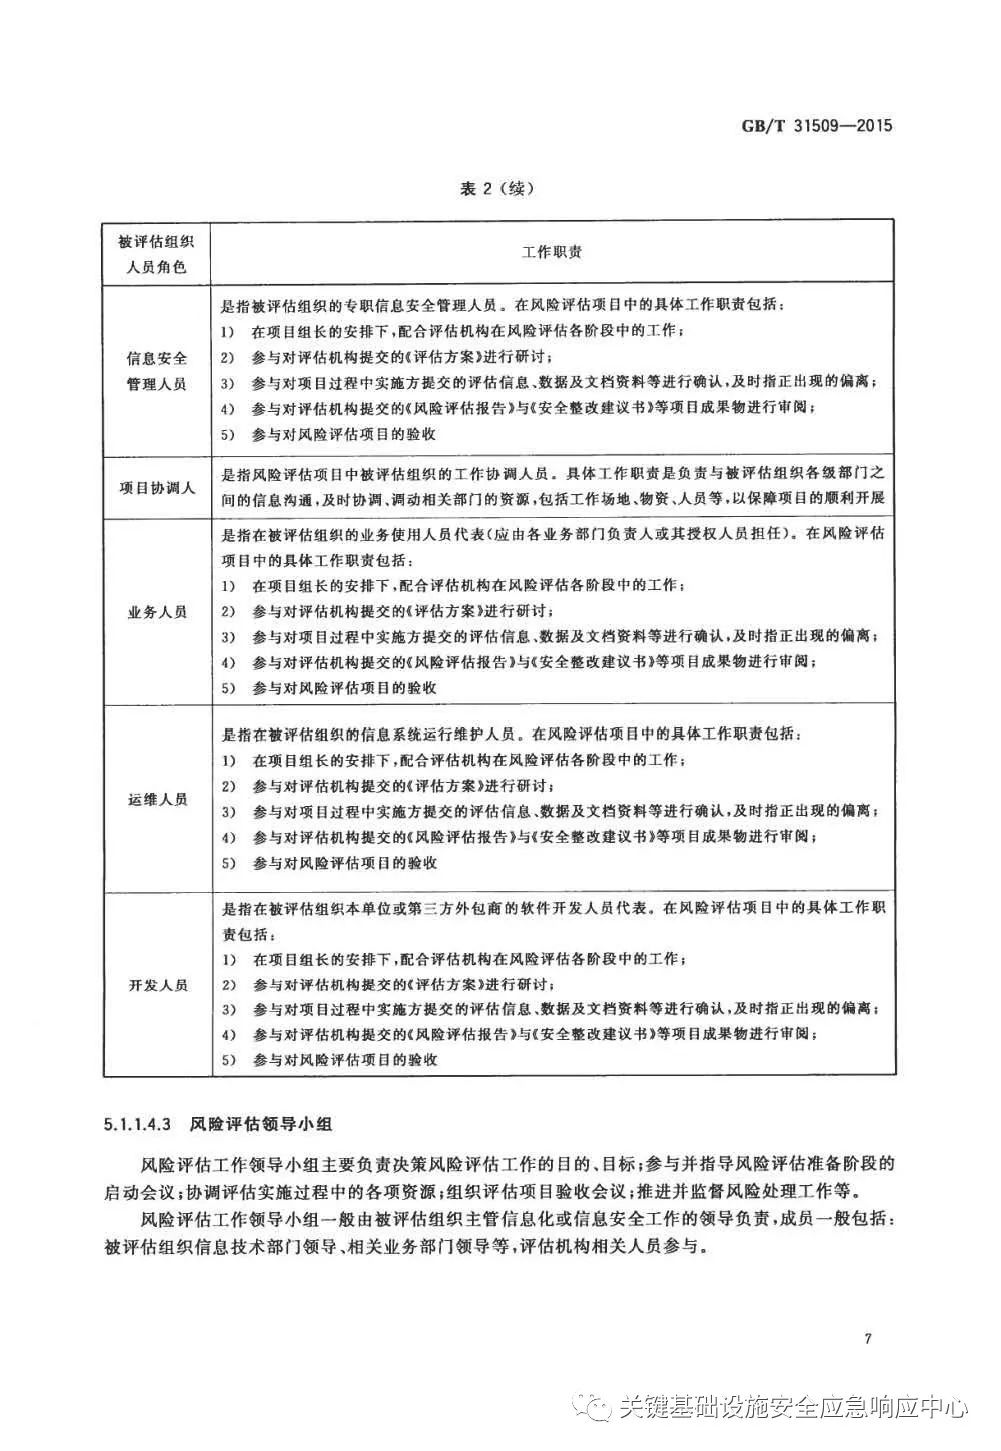 GB/T 31509—2015
表 2（续）
被评估组织
人员角色
工作职责
信息安全
管理人员
是指被评估组织的专职信息安全管理人员。在风险评估项目中的具体工作职责包括：
1） 在项目组长的安排下，配合评估机构在风险评估各阶段中的工作；
2） 参与对评估机构提交的《评估方案》进行研讨；
3） 参与对项目过程中实施方提交的评估信息、数据及文档资料等进行确认，及时指正出现的偏离；
4） 参与对评估机构提交的《风险评估报告》与《安全整改建议书》等项目成果物进行审阅；
5） 参与对风险评估项目的验收
项目协调人
是指风险评估项目中被评估组织的工作协调人员。具体工作职责是负责与被评估组织各级部门之
间的信息沟通，及时协调、调动相关部门的资源，包括工作场地、物资、人员等，以保障项目的顺利开展
业务人员
是指在被评估组织的业务使用人员代表（应由各业务部门负责人或其授权人员担任）。在风险评估
项目中的具体工作职责包括：
1） 在项目组长的安排下，配合评估机构在风险评估各阶段中的工作；
2） 参与对评估机构提交的《评估方案》进行研讨；
3） 参与对项目过程中实施方提交的评估信息、数据及文档资料等进行确认，及时指正出现的偏离；
4） 参与对评估机构提交的《风险评估报告》与《安全整改建议书》等项目成果物进行审阅；
5） 参与对风险评估项目的验收
运维人员
是指在被评估组织的信息系统运行维护人员。在风险评估项目中的具体工作职责包括：
1） 在项目组长的安排下，配合评估机构在风险评估各阶段中的工作；
2） 参与对评估机构提交的《评估方案》进行研讨；
3） 参与对项目过程中实施方提交的评估信息、数据及文档资料等进行确认，及时指正出现的偏离；
4） 参与对评估机构提交的《风险评估报告》与《安全整改建议书》等项目成果物进行审阅；
5） 参与对风险评估项目的验收
开发人员
是指在被评估组织本单位或第三方外包商的软件开发人员代表。在风险评估项目中的具体工作职
责包括：
1） 在项目组长的安排下，配合评估机构在风险评估各阶段中的工作；
2） 参与对评估机构提交的《评估方案》进行研讨；
3） 参与对项目过程中实施方提交的评估信息、数据及文档资料等进行确认，及时指正出现的偏离；
4） 参与对评估机构提交的《风险评估报告》与《安全整改建议书》等项目成果物进行审阅；
5） 参与对风险评估项目的验收
5.1.1.4.3 风险评估领导小组
风险评估工作领导小组主要负责决策风险评估工作的目的、目标；参与并指导风险评估准备阶段的
启动会议；协调评估实施过程中的各项资源；组织评估项目验收会议；推进并监督风险处理工作等。
风险评估工作领导小组一般由被评估组织主管信息化或信息安全工作的领导负责，成员一般包括：
被评估组织信息技术部门领导、相关业务部门领导等，评估机构相关人员参与。
7
关键基础设施安全应急响应中心